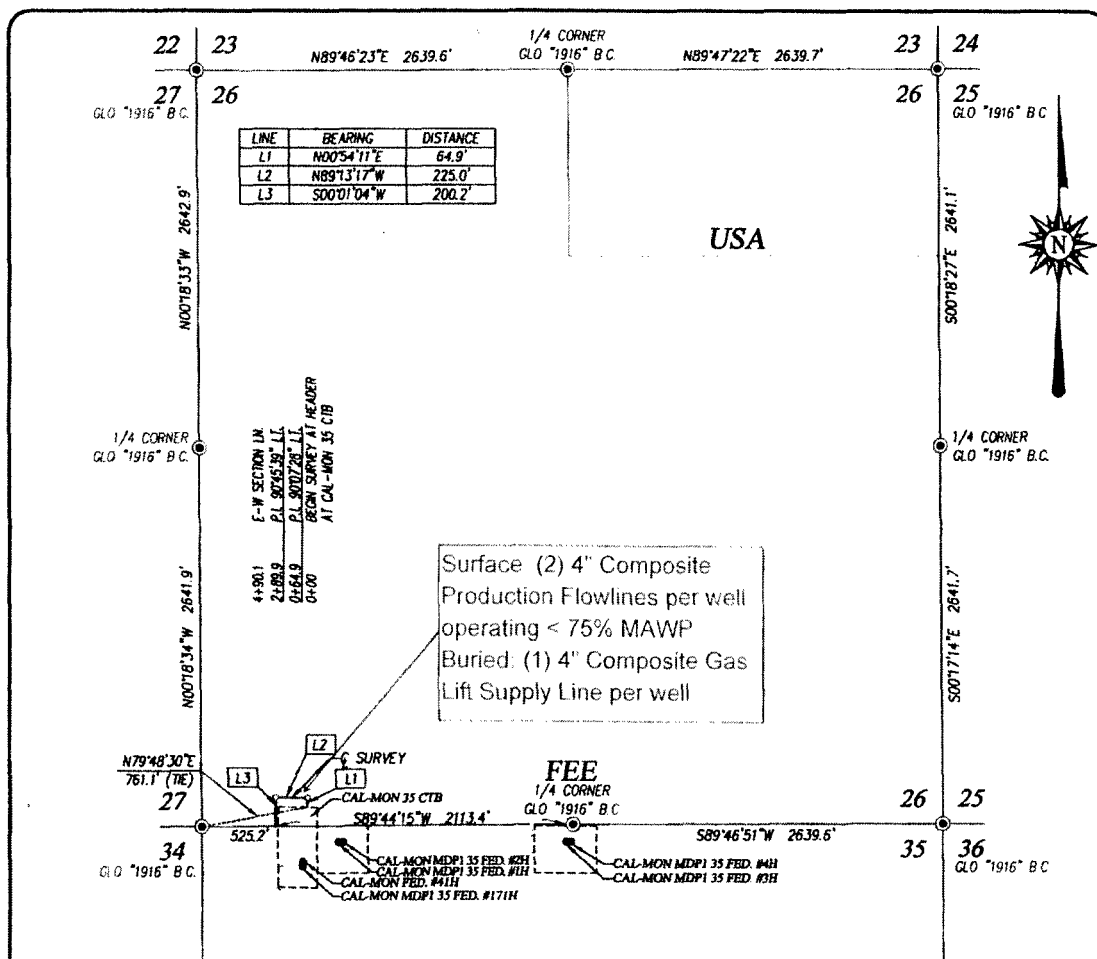 22 23
1/4 CORNER
GLO "1916" B.C.
23 24
N89°46'23"E 2639.6'
N89°47'22"E 2639.7'
27 26
GLO "1916" B.C.
26 25
GLO "1916" B.C
LINE BEARING DISTANCE
L1 N00°54'11"E 64.9'
L2 N89°13'17"W 225.0'
L3 S00°01'04"W 200.2'
N00°18'33"W 2642.9'
USA
S00°18'27"E 2641.1'
N
1/4 CORNER
GLO "1916" B.C.
1/4 CORNER
GLO "1916" B.C.
4+90.1 E-W SECTION LN.
2+89.9 P.I. 90°45'39" LT.
0+64.9 P.I. 90°07'28" LT.
0+00 BEGIN SURVEY AT HEADER
AT CAL-MON 35 CTB
Surface (2) 4" Composite
Production Flowlines per well
operating < 75% MAWP
Buried: (1) 4" Composite Gas
Lift Supply Line per well
N00°18'34"W 2641.9'
S00°17'14"E 2641.7'
N79°48'30"E
761.1' (TIE)
L3
L2
SURVEY
L1
CAL-MON 35 CTB
FEE
1/4 CORNER
GLO "1916" B.C
27
26 25
525.2'
S89°44'15"W 2113.4'
S89°46'51"W 2639.6'
34
GLO "1916" B.C.
35 36
GLO "1916" B.C.
CAL-MON MDP1 35 FED. #2H
CAL-MON MDP1 35 FED. #1H
CAL-MON FED. #41H
CAL-MON MDP1 35 FED. #171H
CAL-MON MDP1 35 FED. #4H
CAL-MON MDP1 35 FED. #3H